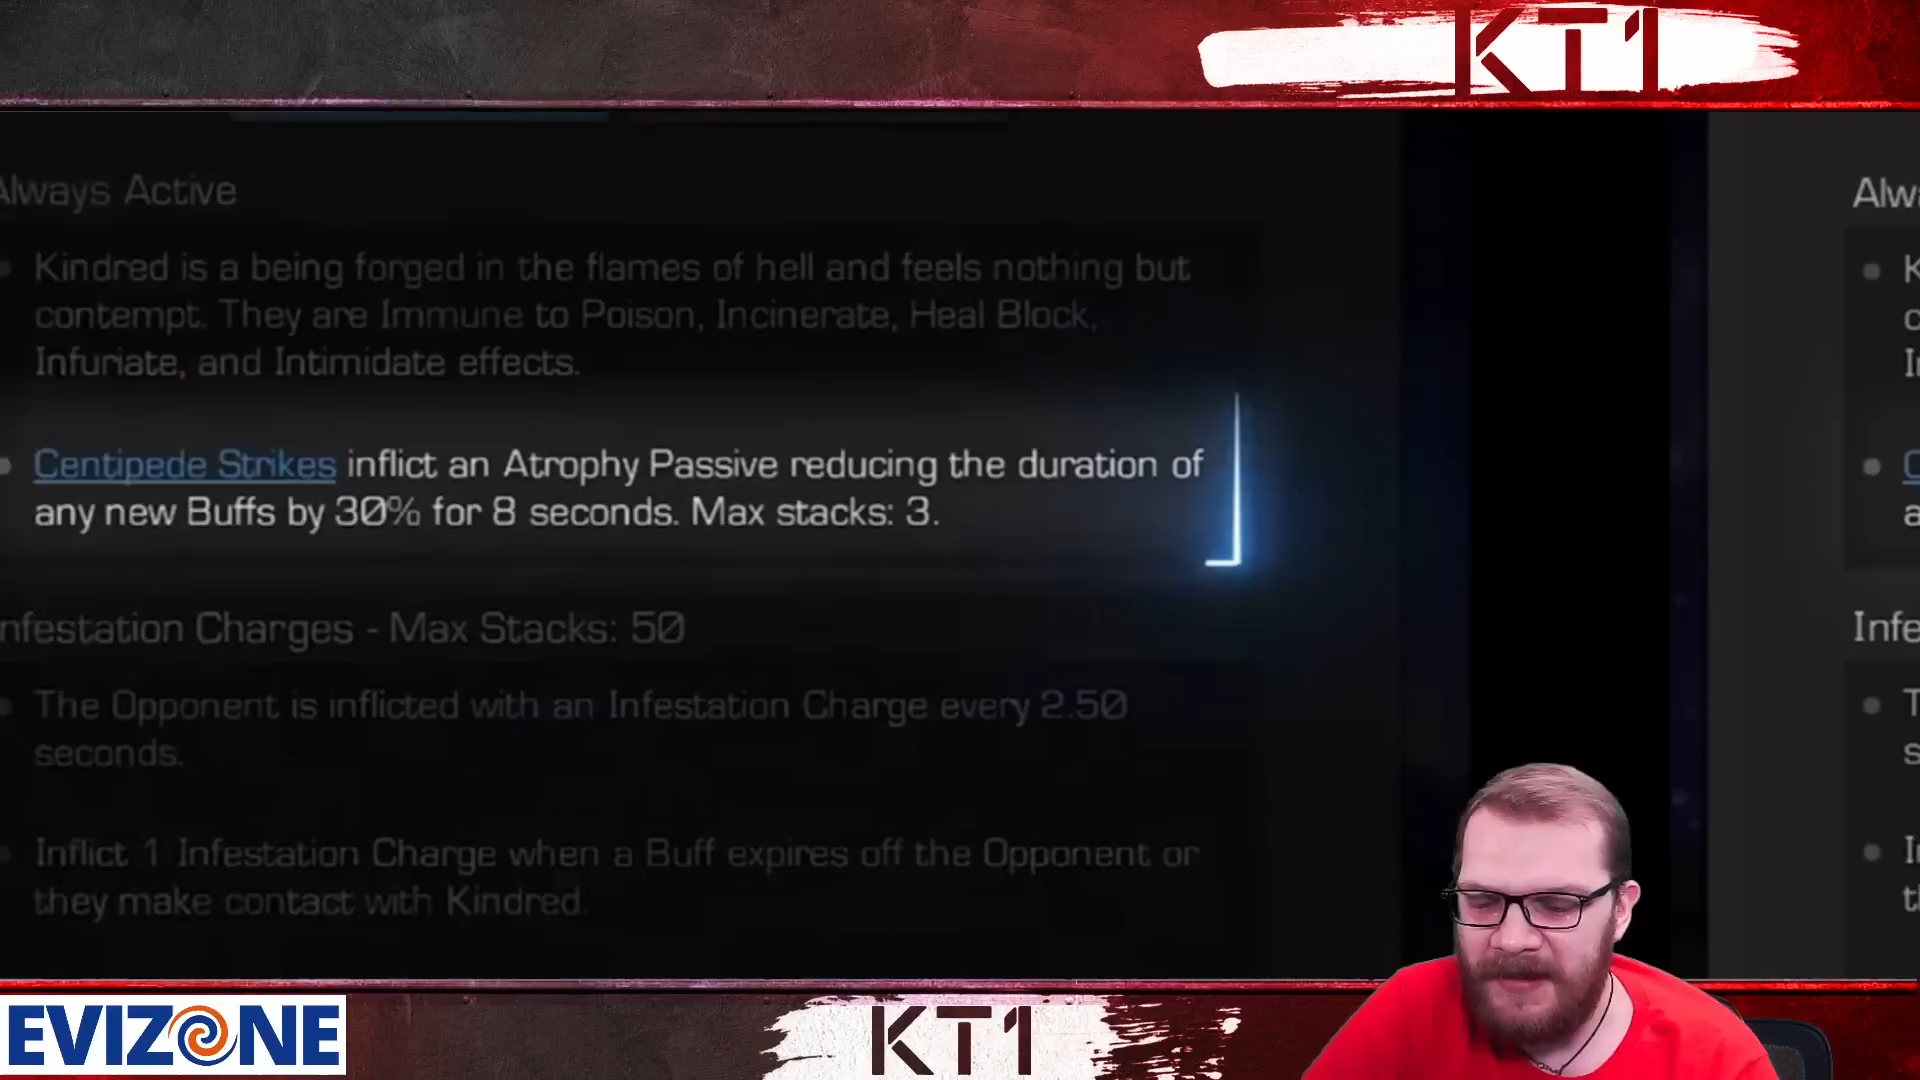 KT1
Always Active
Kindred is a being forged in the flames of hell and feels nothing but
contempt. They are Immune to Poison, Incinerate, Heal Block,
Infuriate, and Intimidate effects.
Centipede Strikes inflict an Atrophy Passive reducing the duration of
any new Buffs by 30% for 8 seconds. Max stacks: 3.
Infestation Charges - Max Stacks: 50
The Opponent is inflicted with an Infestation Charge every 2.50
seconds.
Inflict 1 Infestation Charge when a Buff expires off the Opponent or
they make contact with Kindred.
Alw
K
Infe
EVIZONE
KT1